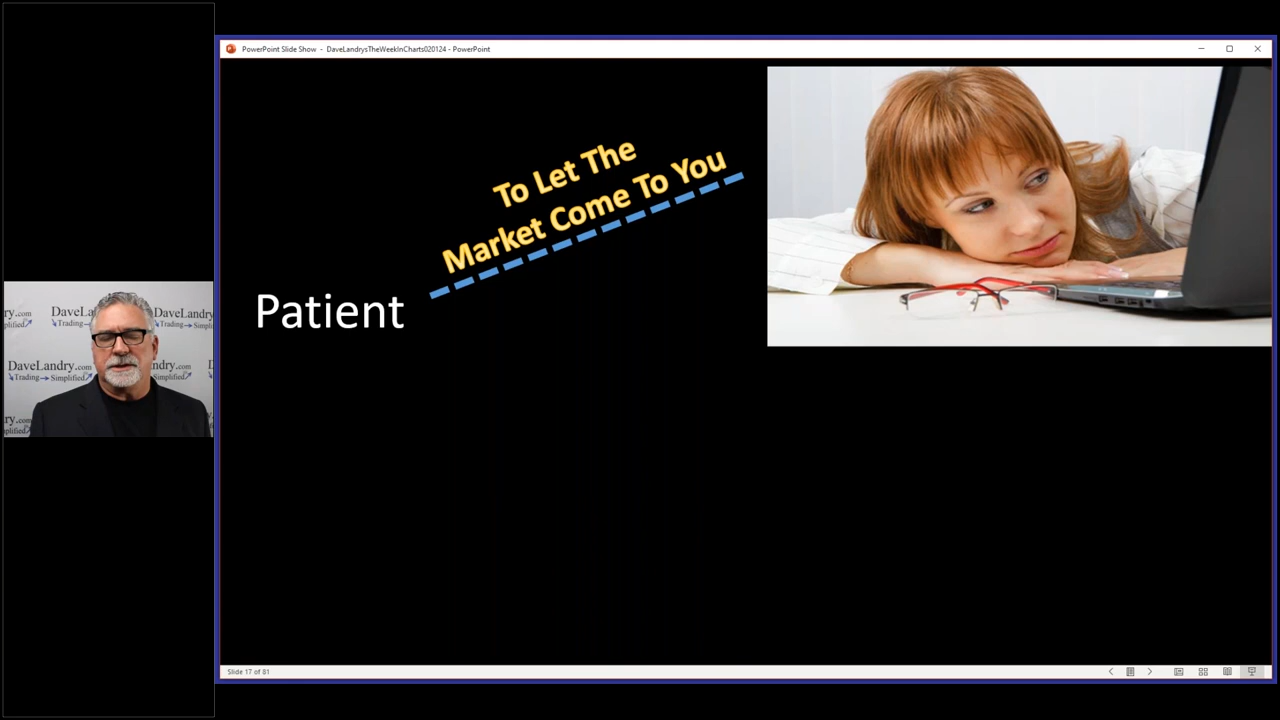 PowerPoint Slide Show - DaveLandrysTheWeekInCharts020124 - PowerPoint
To Let The
Market Come To You
Patient
DaveLandry.com
Trading Simplified
Slide 17 of 81